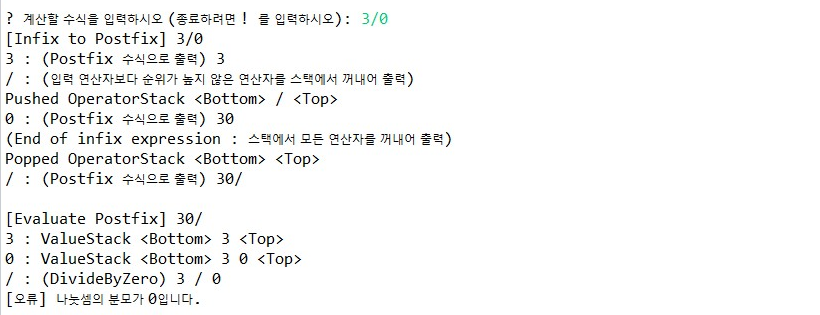 ? 계산할 수식을 입력하시오 (종료하려면 ! 를 입력하시오): 3/0
[Infix to Postfix] 3/0
3 : (Postfix 수식으로 출력) 3
/ : (입력 연산자보다 순위가 높지 않은 연산자를 스택에서 꺼내어 출력)
Pushed OperatorStack <Bottom> / <Top>
0 : (Postfix 수식으로 출력) 30
(End of infix expression : 스택에서 모든 연산자를 꺼내어 출력)
Popped OperatorStack <Bottom> <Top>
/ : (Postfix 수식으로 출력) 30/
[Evaluate Postfix] 30/
3 : ValueStack <Bottom> 3 <Top>
0 : ValueStack <Bottom> 3 0 <Top>
/ : (DivideByZero) 3 / 0
[오류] 나눗셈의 분모가 0입니다.